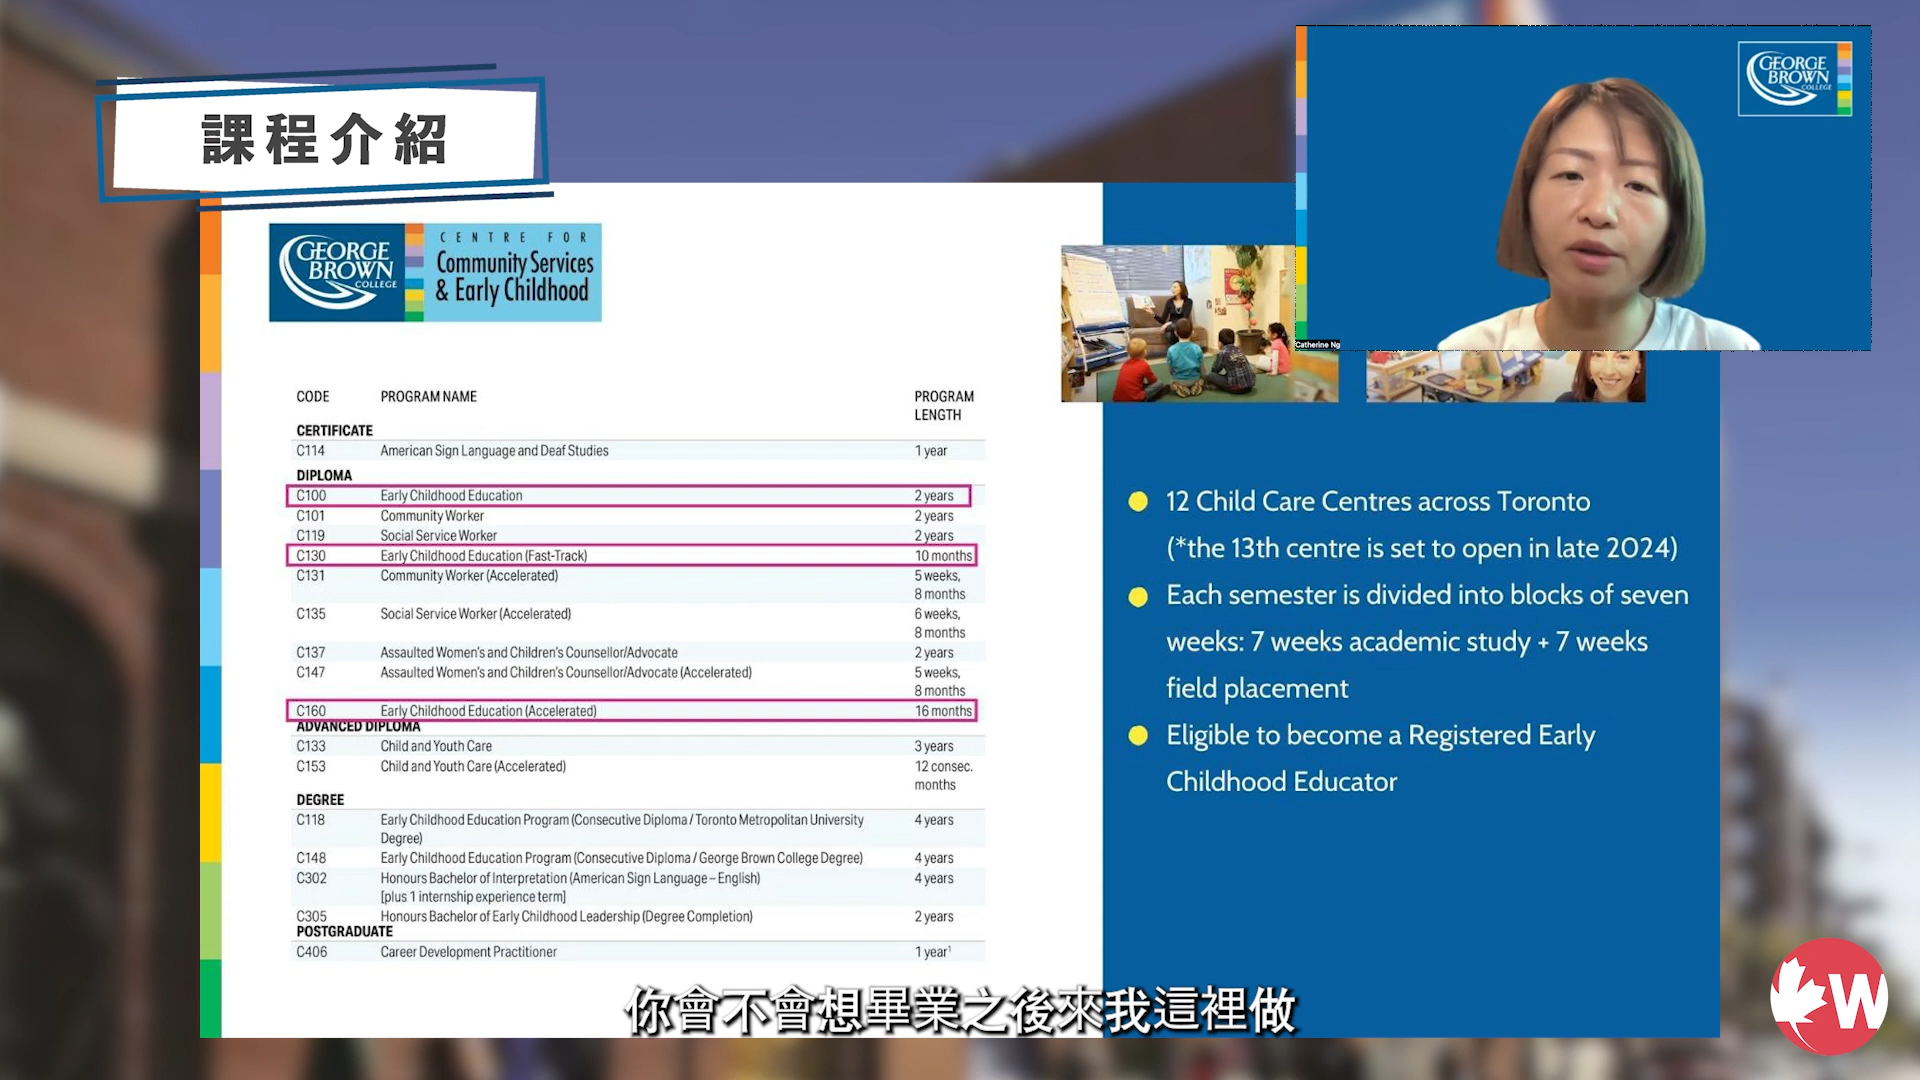 課程介紹
GEORGE
BROWN
COLLEGE
CENTRE FOR
Community Services
& Early Childhood
GEORGE
BROWN
COLLEGE
Catherine Ng
CODE PROGRAM NAME PROGRAM LENGTH
CERTIFICATE
C114 American Sign Language and Deaf Studies 1 year
DIPLOMA
C100 Early Childhood Education 2 years
C101 Community Worker 2 years
C119 Social Service Worker 2 years
C130 Early Childhood Education (Fast-Track) 10 months
C131 Community Worker (Accelerated) 5 weeks,
8 months
C135 Social Service Worker (Accelerated) 6 weeks,
8 months
C137 Assaulted Women's and Children's Counsellor/Advocate 2 years
C147 Assaulted Women's and Children's Counsellor/Advocate (Accelerated) 5 weeks,
8 months
C160 Early Childhood Education (Accelerated) 16 months
ADVANCED DIPLOMA
C133 Child and Youth Care 3 years
C153 Child and Youth Care (Accelerated) 12 consec.
months
DEGREE
C118 Early Childhood Education Program (Consecutive Diploma / Toronto Metropolitan University 4 years
Degree)
C148 Early Childhood Education Program (Consecutive Diploma / George Brown College Degree) 4 years
C302 Honours Bachelor of Interpretation (American Sign Language – English) 4 years
[plus 1 internship experience term]
C305 Honours Bachelor of Early Childhood Leadership (Degree Completion) 2 years
POSTGRADUATE
C406 Career Development Practitioner 1 year¹
12 Child Care Centres across Toronto
(*the 13th centre is set to open in late 2024)
Each semester is divided into blocks of seven
weeks: 7 weeks academic study + 7 weeks
field placement
Eligible to become a Registered Early
Childhood Educator
你會不會想畢業之後來我這裡做
W